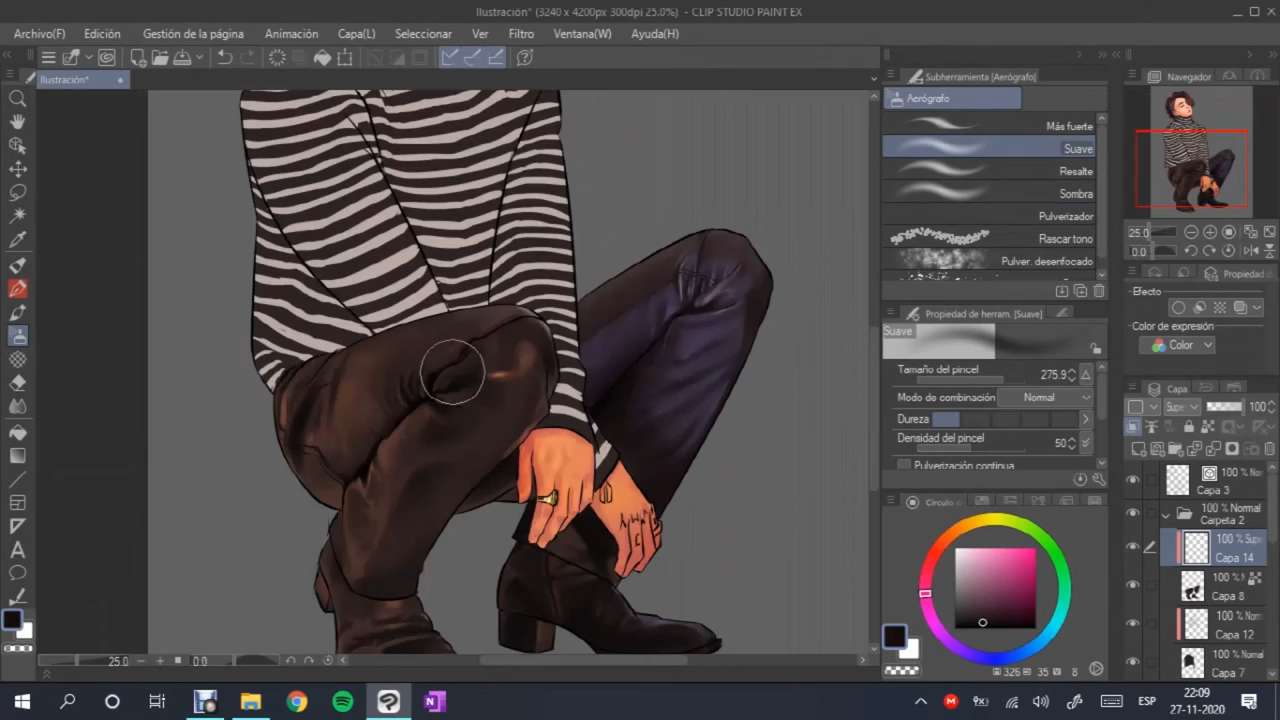 Ilustración* (3240 x 4200px 300dpi 25.0%) - CLIP STUDIO PAINT EX
Archivo(F) Edición Gestión de la página Animación Capa(L) Seleccionar Ver Filtro Ventana(W) Ayuda(H)
Ilustración*
Subherramienta [Aerógrafo]
Aerógrafo
Más fuerte
Suave
Resalte
Sombra
Pulverizador
Rascar tono
Pulver. desenfocado
Propiedad de herram. [Suave]
Suave
Tamaño del pincel 275.9
Modo de combinación Normal
Dureza
Densidad del pincel 50
Pulverización continua
Círculo
326 35 V 8
Navegador
25.0
0.0
Propiedad
Efecto
Color de expresión
Color
Capa
Supe 100
100 % Nor
Capa 3
100 % Normal
Carpeta 2
100 % Supe
Capa 14
100 %
Capa 8
100 % Norm
Capa 12
100 % Normal
Capa 7
25.0 0.0
ESP
22:09
27-11-2020